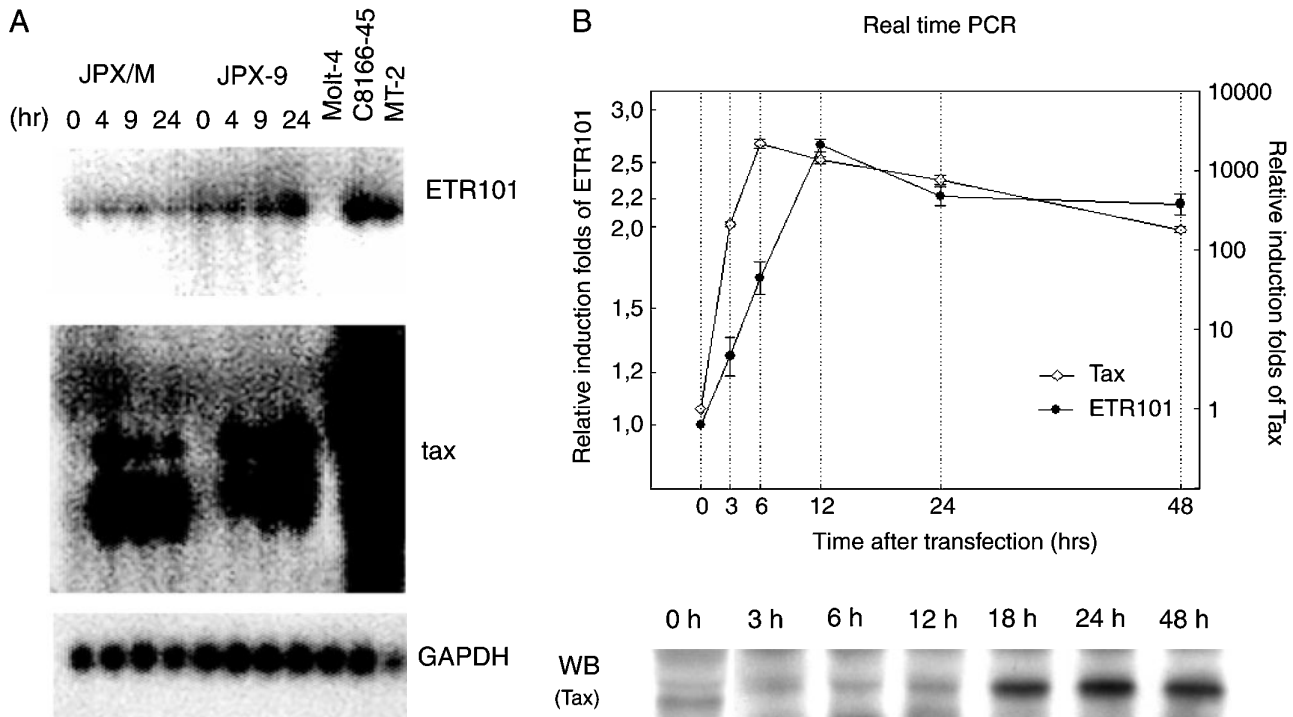 A
JPX/M JPX-9 Molt-4 C8166-45 MT-2
(hr) 0 4 9 24 0 4 9 24
ETR101
tax
GAPDH
B
Real time PCR
Relative induction folds of ETR101
3,0
2,5
2,2
2,0
1,5
1,2
1,0
10000
1000
100
10
1
Relative induction folds of Tax
Tax
ETR101
0 3 6 12 24 48
Time after transfection (hrs)
0 h 3 h 6 h 12 h 18 h 24 h 48 h
WB
(Tax)